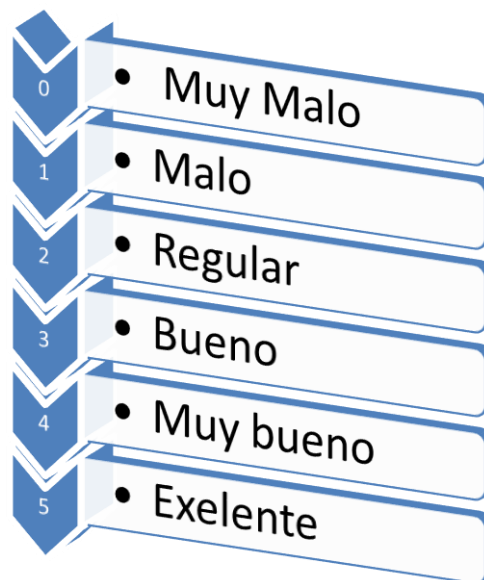 0
• Muy Malo
1
• Malo
2
• Regular
3
• Bueno
4
• Muy bueno
5
• Exelente